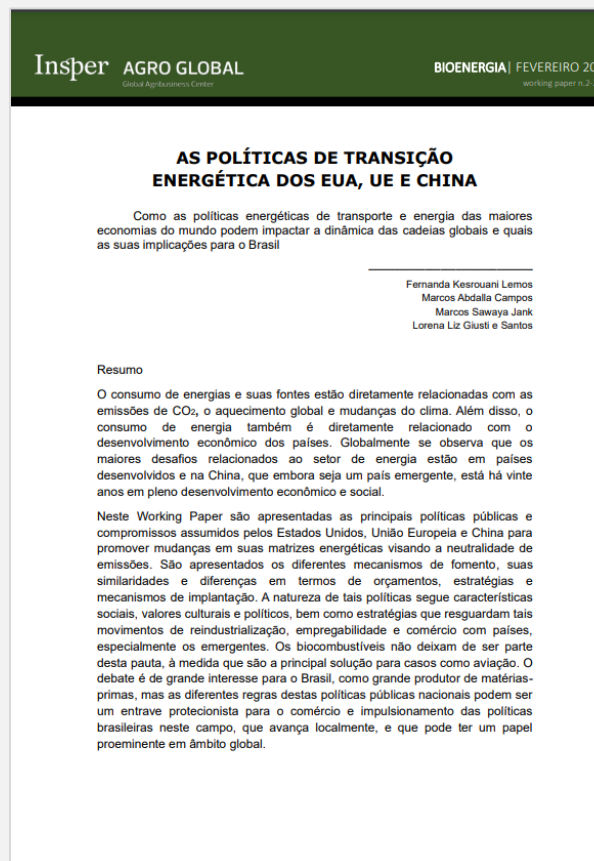 Insper AGRO GLOBAL
Global Agribusiness Center
BIOENERGIA| FEVEREIRO 20
working paper n.2-
AS POLÍTICAS DE TRANSIÇÃO
ENERGÉTICA DOS EUA, UE E CHINA
Como as políticas energéticas de transporte e energia das maiores
economias do mundo podem impactar a dinâmica das cadeias globais e quais
as suas implicações para o Brasil
Fernanda Kesrouani Lemos
Marcos Abdalla Campos
Marcos Sawaya Jank
Lorena Liz Giusti e Santos
Resumo
O consumo de energias e suas fontes estão diretamente relacionadas com as
emissões de CO₂, o aquecimento global e mudanças do clima. Além disso, o
consumo de energia também é diretamente relacionado com o
desenvolvimento econômico dos países. Globalmente se observa que os
maiores desafios relacionados ao setor de energia estão em países
desenvolvidos e na China, que embora seja um país emergente, está há vinte
anos em pleno desenvolvimento econômico e social.
Neste Working Paper são apresentadas as principais políticas públicas e
compromissos assumidos pelos Estados Unidos, União Europeia e China para
promover mudanças em suas matrizes energéticas visando a neutralidade de
emissões. São apresentados os diferentes mecanismos de fomento, suas
similaridades e diferenças em termos de orçamentos, estratégias e
mecanismos de implantação. A natureza de tais políticas segue características
sociais, valores culturais e políticos, bem como estratégias que resguardam tais
movimentos de reindustrialização, empregabilidade e comércio com países,
especialmente os emergentes. Os biocombustíveis não deixam de ser parte
desta pauta, à medida que são a principal solução para casos como aviação. O
debate é de grande interesse para o Brasil, como grande produtor de matérias-
primas, mas as diferentes regras destas políticas públicas nacionais podem ser
um entrave protecionista para o comércio e impulsionamento das políticas
brasileiras neste campo, que avança localmente, e que pode ter um papel
proeminente em âmbito global.